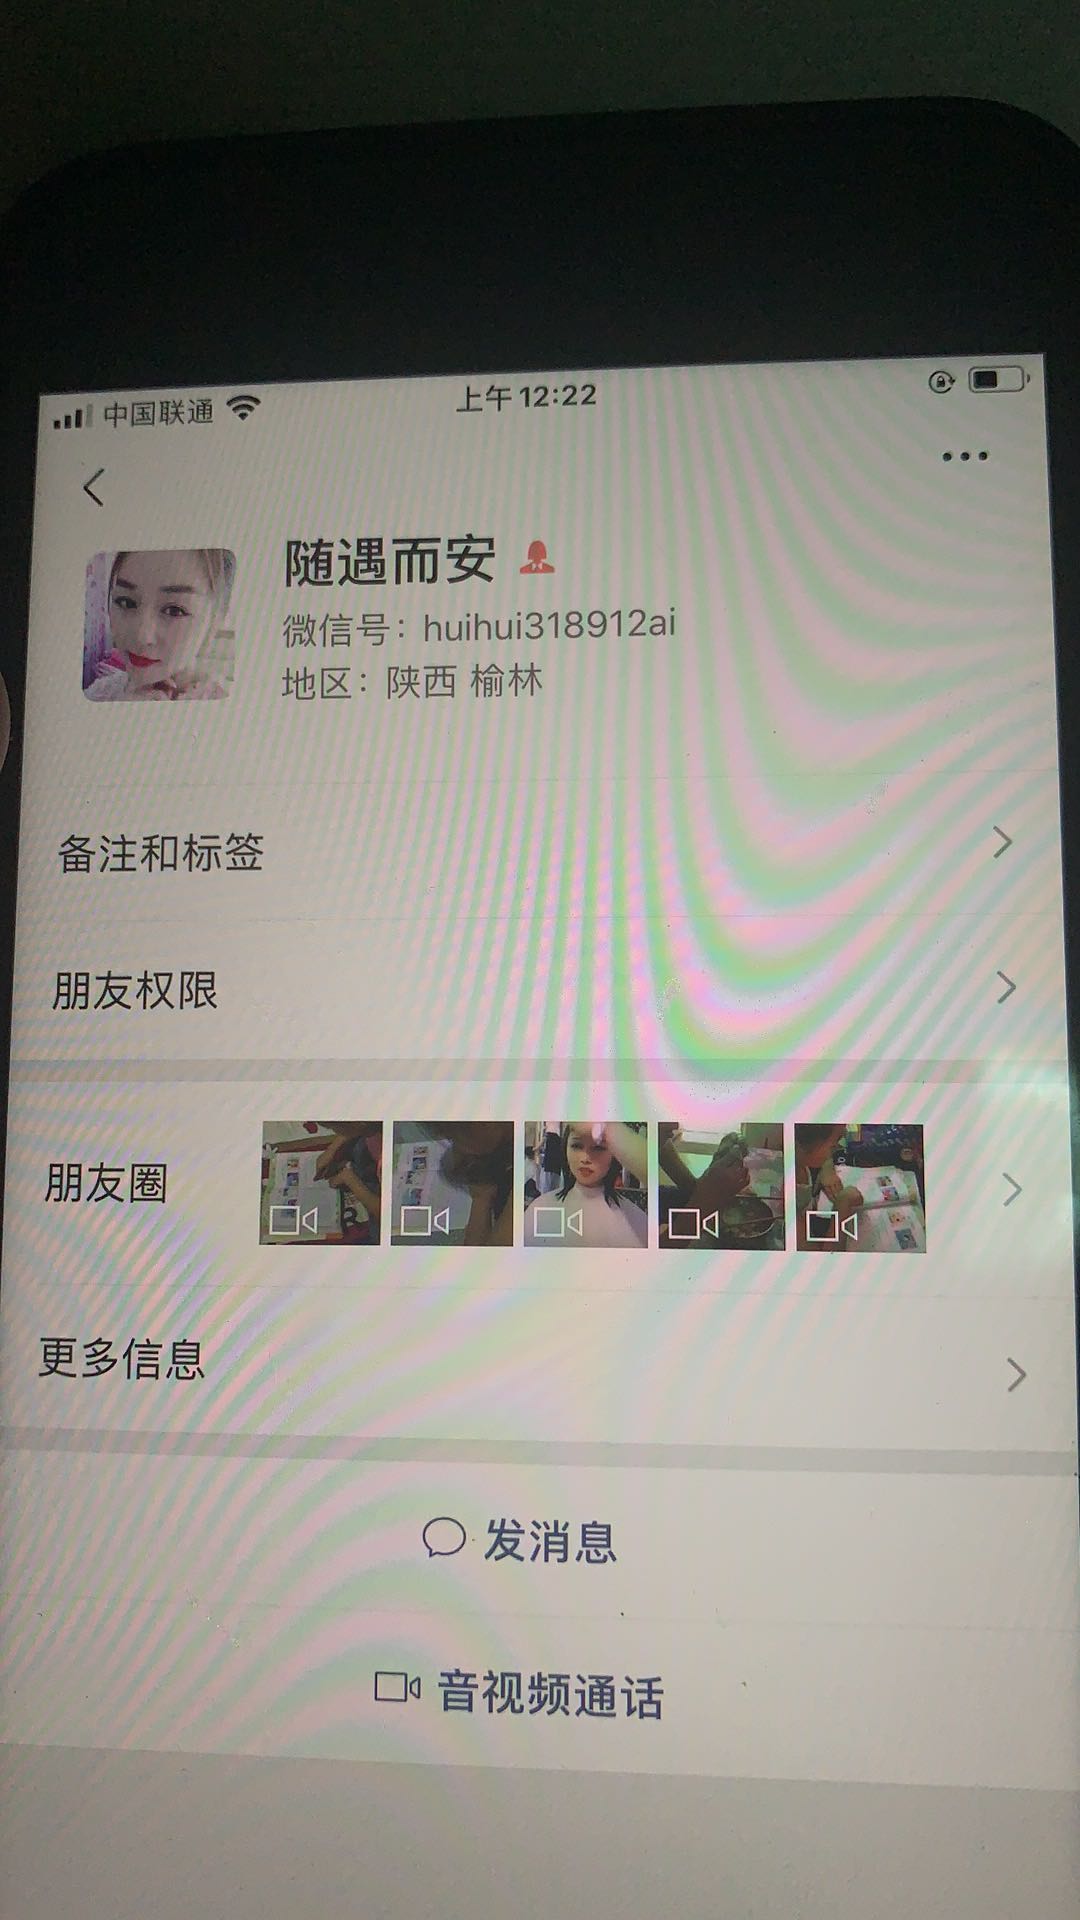 中国联通 上午12:22
随遇而安
微信号：huihui318912ai
地区：陕西 榆林
备注和标签
朋友权限
朋友圈
更多信息
发消息
音视频通话